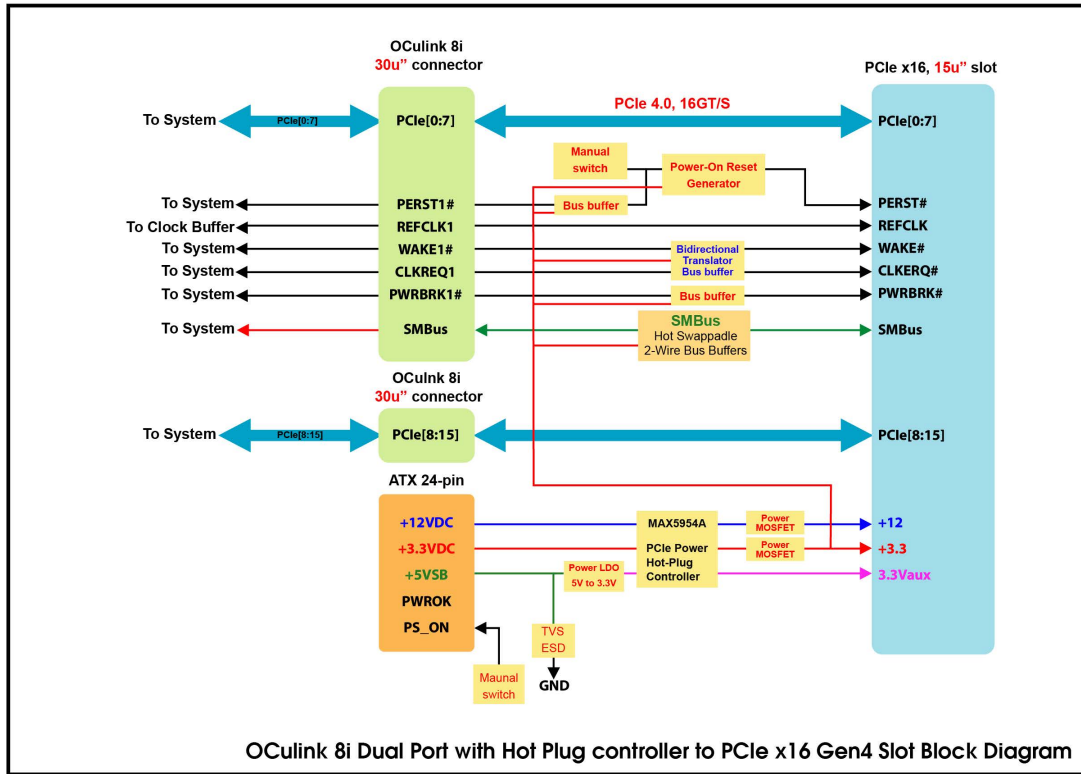 OCulink 8i
30u” connector
PCIe x16, 15u” slot
To System
PCIe[0:7]
PCIe[0:7]
PCIe 4.0, 16GT/S
PCIe[0:7]
Manual
switch
Power-On Reset
Generator
To System
PERST1#
Bus buffer
PERST#
To Clock Buffer
REFCLK1
REFCLK
To System
WAKE1#
Bidirectional
Translator
Bus buffer
WAKE#
To System
CLKREQ1
CLKERQ#
To System
PWRBRK1#
Bus buffer
PWRBRK#
To System
SMBus
SMBus
Hot Swappadle
2-Wire Bus Buffers
SMBus
OCulnk 8i
30u” connector
To System
PCIe[8:15]
PCIe[8:15]
PCIe[8:15]
ATX 24-pin
+12VDC
MAX5954A
PCIe Power
Hot-Plug
Controller
Power
MOSFET
+12
+3.3VDC
Power
MOSFET
+3.3
+5VSB
Power LDO
5V to 3.3V
3.3Vaux
PWROK
PS_ON
TVS
ESD
GND
Maunal
switch
OCulink 8i Dual Port with Hot Plug controller to PCIe x16 Gen4 Slot Block Diagram